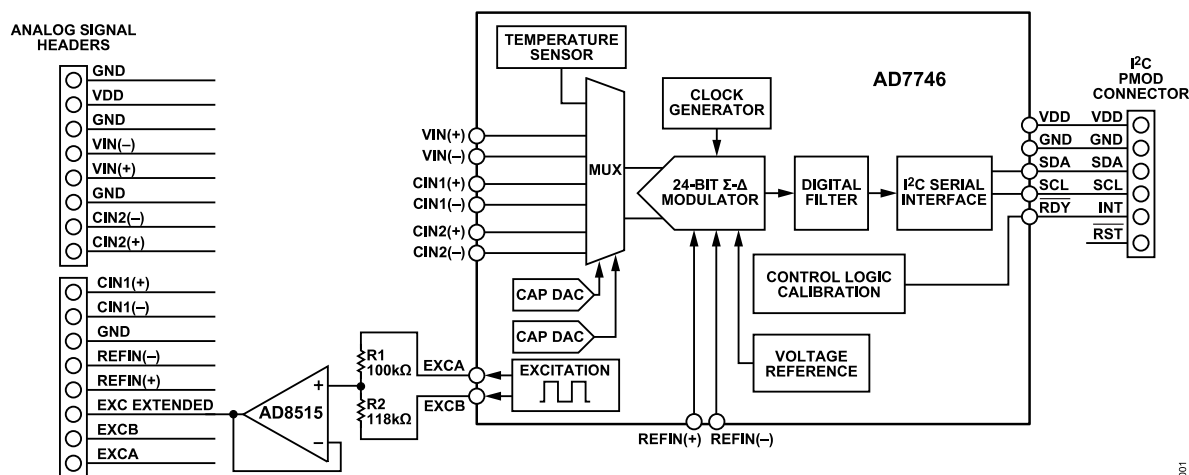 ANALOG SIGNAL
HEADERS
GND
VDD
GND
VIN(–)
VIN(+)
GND
CIN2(–)
CIN2(+)
CIN1(+)
CIN1(–)
GND
REFIN(–)
REFIN(+)
EXC EXTENDED
EXCB
EXCA
AD8515
+
–
R1
100kΩ
R2
118kΩ
EXCA
EXCB
VIN(+)
VIN(–)
CIN1(+)
CIN1(–)
CIN2(+)
CIN2(–)
TEMPERATURE
SENSOR
MUX
CAP DAC
CAP DAC
EXCITATION
CLOCK
GENERATOR
24-BIT Σ-Δ
MODULATOR
DIGITAL
FILTER
I²C SERIAL
INTERFACE
AD7746
CONTROL LOGIC
CALIBRATION
VOLTAGE
REFERENCE
REFIN(+) REFIN(–)
VDD
GND
SDA
SCL
R̅D̅Y̅
I²C
PMOD
CONNECTOR
VDD
GND
SDA
SCL
INT
R̅S̅T̅
001